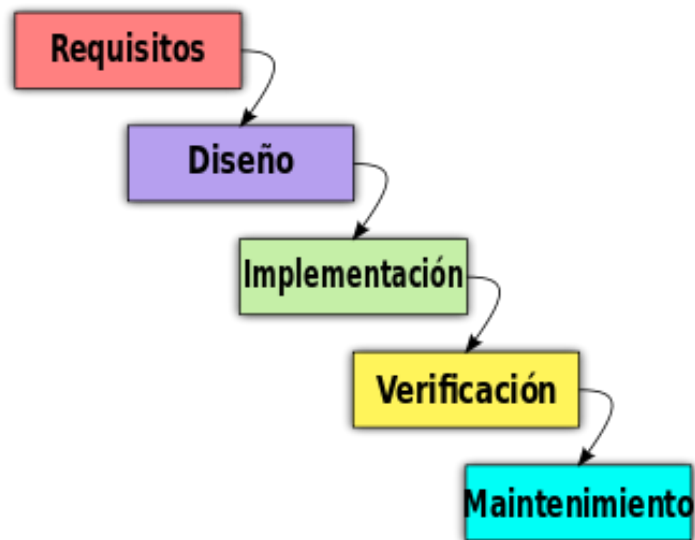 Requisitos
Diseño
Implementación
Verificación
Maintenimiento